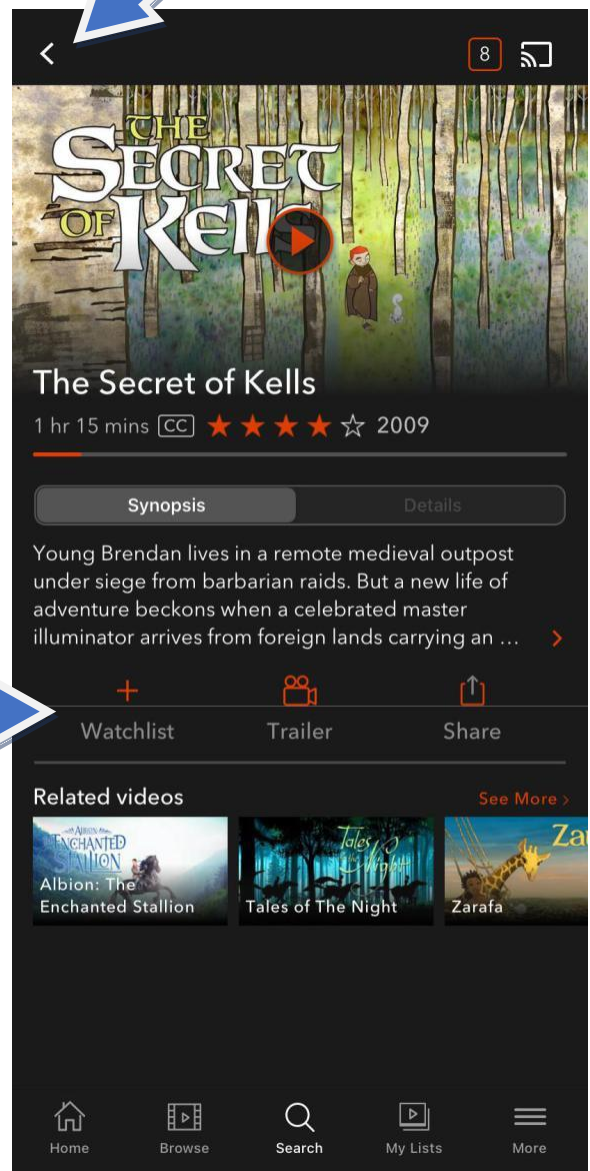 8
THE
SECRET
OF KELLS
The Secret of Kells
1 hr 15 mins CC 2009
Synopsis Details
Young Brendan lives in a remote medieval outpost
under siege from barbarian raids. But a new life of
adventure beckons when a celebrated master
illuminator arrives from foreign lands carrying an ...
Watchlist Trailer Share
Related videos See More >
ALBION: THE
ENCHANTED
STALLION
Albion: The
Enchanted Stallion
Tales of the Night
Tales of The Night
Za
Zarafa
Home Browse Search My Lists More